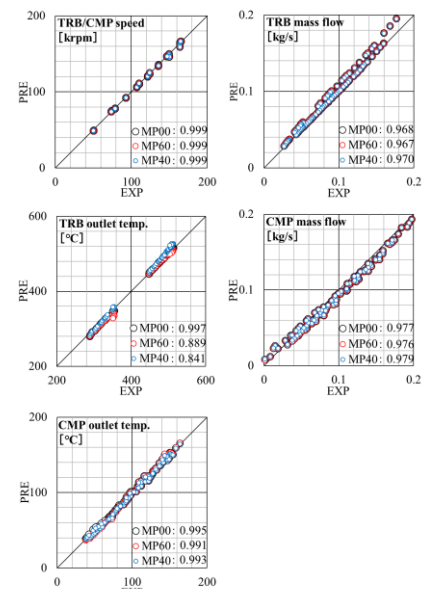 TRB/CMP speed
[krpm]
200
100
0
PRE
MP00: 0.999
MP60: 0.999
MP40: 0.999
0 100 200
EXP
TRB mass flow
[kg/s]
0.2
0.1
0
PRE
MP00: 0.968
MP60: 0.967
MP40: 0.970
0 0.1 0.2
EXP
TRB outlet temp.
[°C]
600
400
200
PRE
MP00: 0.997
MP60: 0.889
MP40: 0.841
200 400 600
EXP
CMP mass flow
[kg/s]
0.2
0.1
0
PRE
MP00: 0.977
MP60: 0.976
MP40: 0.979
0 0.1 0.2
EXP
CMP outlet temp.
[°C]
200
100
0
PRE
MP00: 0.995
MP60: 0.991
MP40: 0.993
0 100 200
EXP